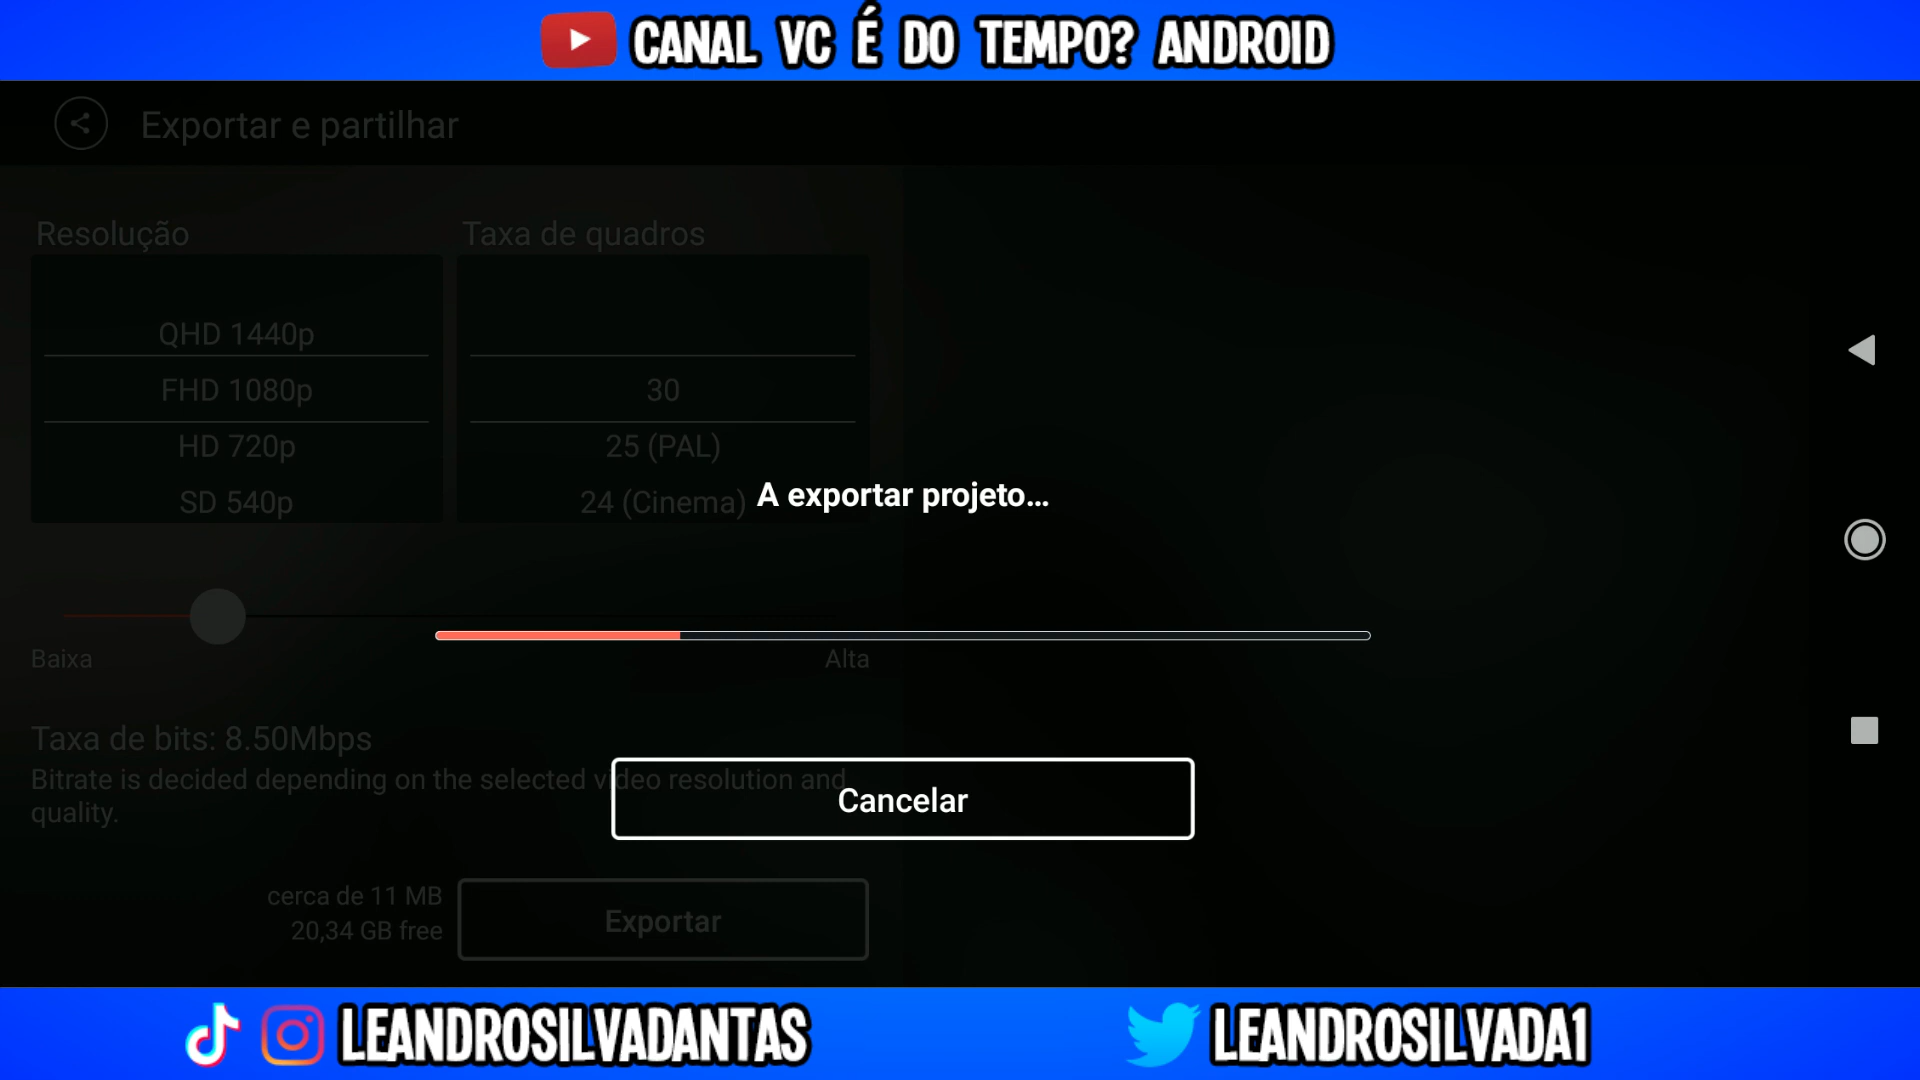 CANAL VC É DO TEMPO? ANDROID
Exportar e partilhar
Resolução
Taxa de quadros
QHD 1440p
FHD 1080p
HD 720p
SD 540p
30
25 (PAL)
24 (Cinema)
A exportar projeto...
Baixa
Alta
Taxa de bits: 8.50Mbps
Bitrate is decided depending on the selected video resolution and
quality.
Cancelar
cerca de 11 MB
20,34 GB free
Exportar
LEANDROSILVADANTAS
LEANDROSILVADA1